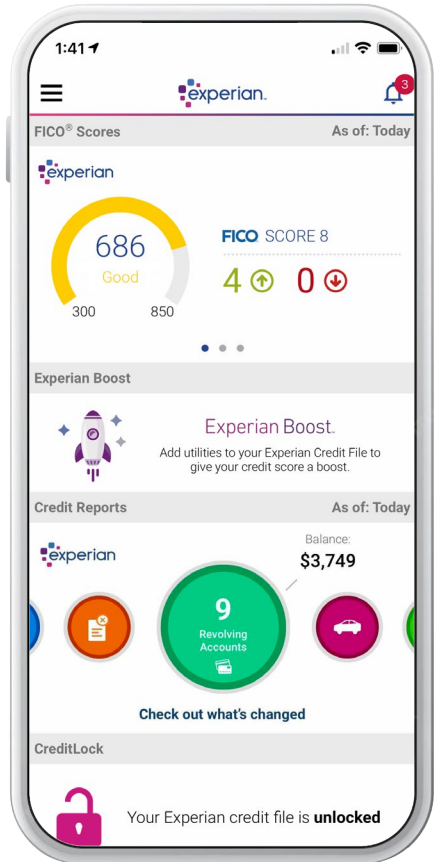 1:41
experian.
3
FICO® Scores As of: Today
experian
686
Good
300 850
FICO SCORE 8
4 0
Experian Boost
Experian Boost.
Add utilities to your Experian Credit File to
give your credit score a boost.
Credit Reports As of: Today
experian
Balance:
$3,749
9
Revolving
Accounts
Check out what's changed
CreditLock
Your Experian credit file is unlocked